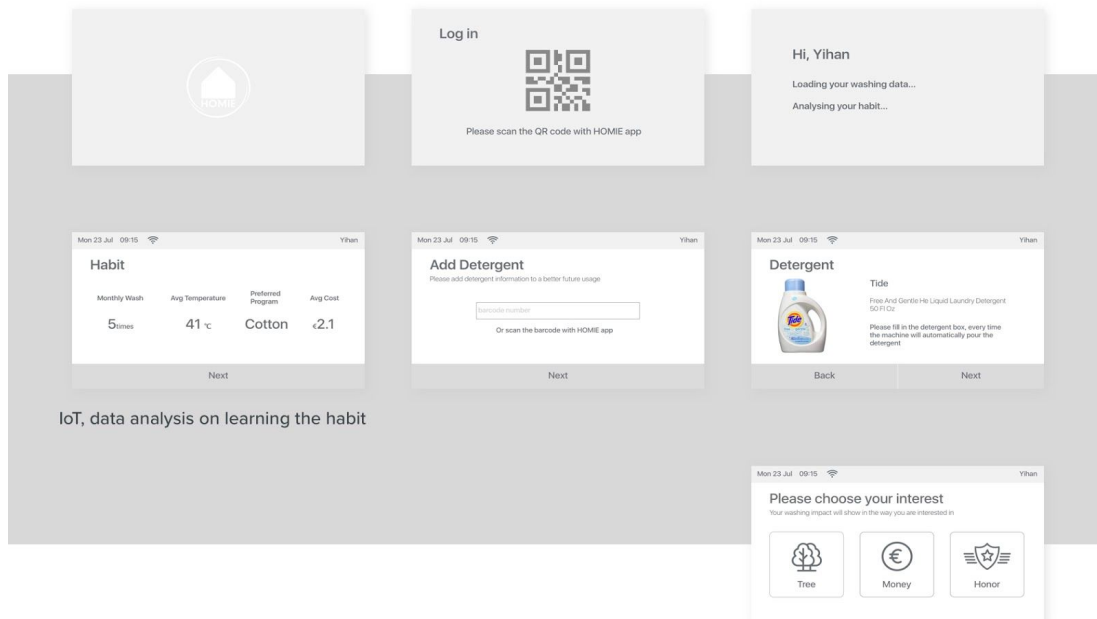 HOMIE
Log in
Please scan the QR code with HOMIE app
Hi, Yihan
Loading your washing data...
Analysing your habit...
Mon 23 Jul 09:15 Yihan
Habit
Monthly Wash Avg Temperature Preferred Program Avg Cost
5times 41 ℃ Cotton €2.1
Next
IoT, data analysis on learning the habit
Mon 23 Jul 09:15 Yihan
Add Detergent
Please add detergent information to a better future usage
barcode number
Or scan the barcode with HOMIE app
Next
Mon 23 Jul 09:15 Yihan
Detergent
Tide
Tide
Free And Gentle He Liquid Laundry Detergent
50 Fl Oz
Please fill in the detergent box, every time
the machine will automatically pour the
detergent
Back Next
Mon 23 Jul 09:15 Yihan
Please choose your interest
Your washing impact will show in the way you are interested in
Tree Money Honor